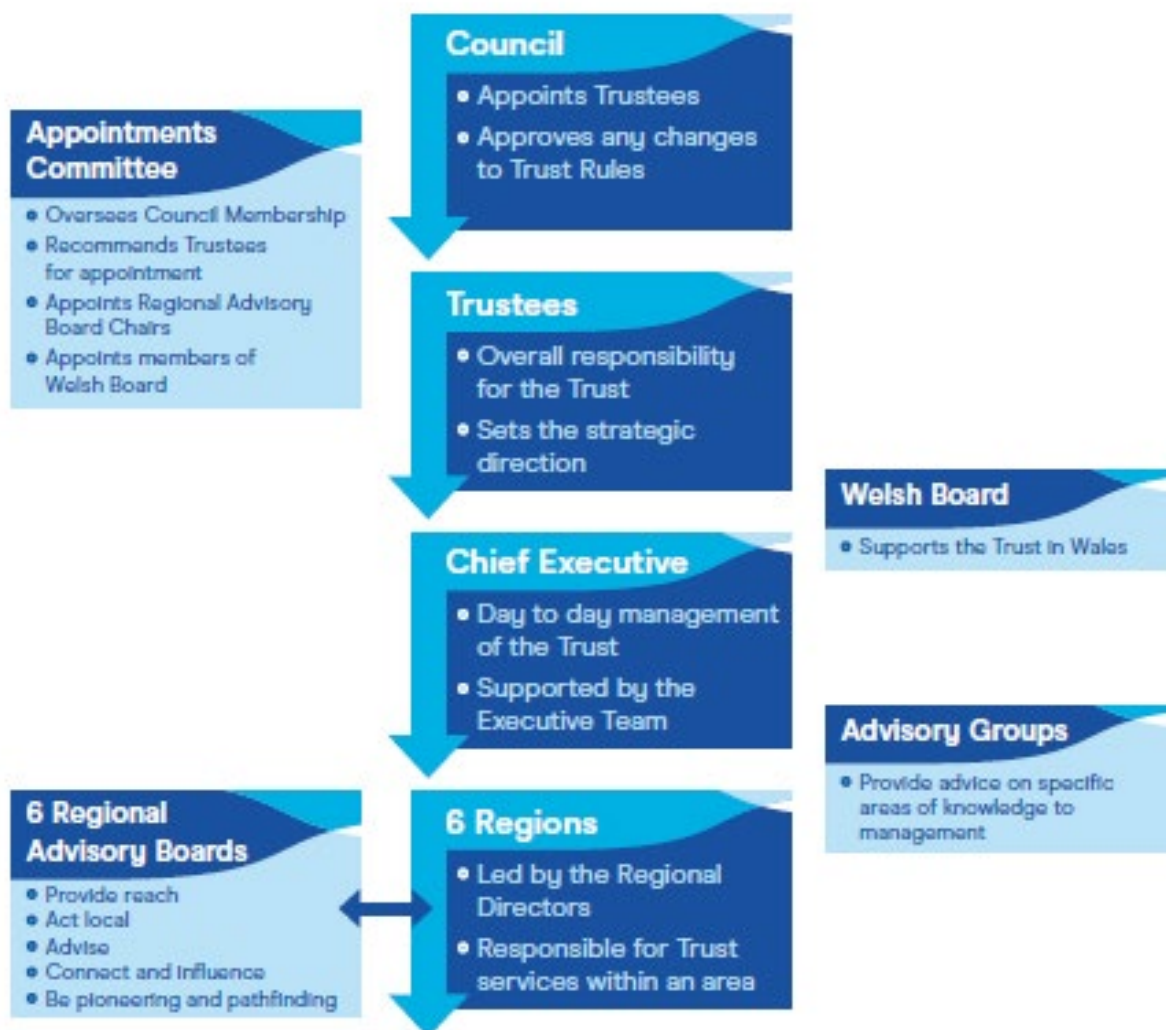 Council
• Appoints Trustees
• Approves any changes
to Trust Rules
Appointments
Committee
• Oversees Council Membership
• Recommends Trustees
for appointment
• Appoints Regional Advisory
Board Chairs
• Appoints members of
Welsh Board
Trustees
• Overall responsibility
for the Trust
• Sets the strategic
direction
Welsh Board
• Supports the Trust in Wales
Chief Executive
• Day to day management
of the Trust
• Supported by the
Executive Team
Advisory Groups
• Provide advice on specific
areas of knowledge to
management
6 Regional
Advisory Boards
• Provide reach
• Act local
• Advise
• Connect and influence
• Be pioneering and pathfinding
6 Regions
• Led by the Regional
Directors
• Responsible for Trust
services within an area